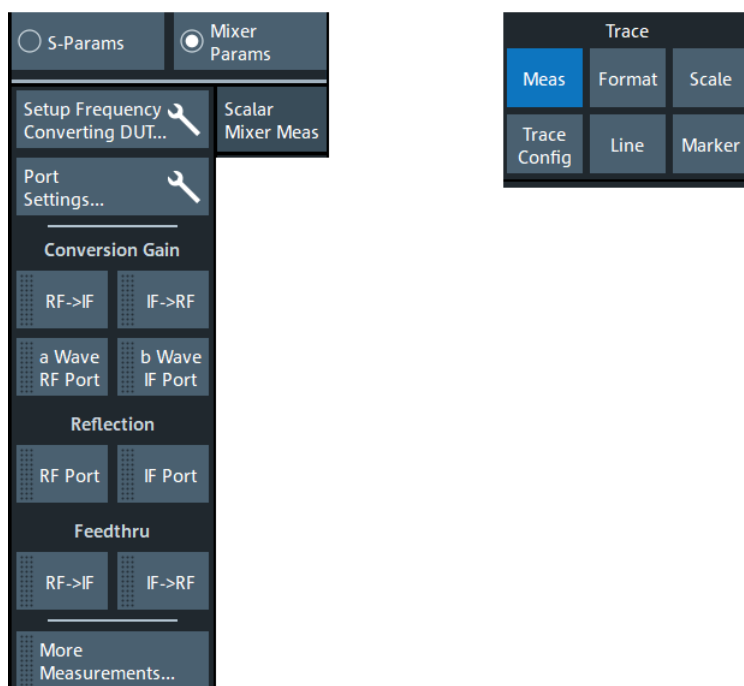 S-Params
Mixer
Params
Setup Frequency
Converting DUT...
Scalar
Mixer Meas
Port
Settings...
Conversion Gain
RF->IF
IF->RF
a Wave
RF Port
b Wave
IF Port
Reflection
RF Port
IF Port
Feedthru
RF->IF
IF->RF
More
Measurements...
Trace
Meas
Format
Scale
Trace
Config
Line
Marker